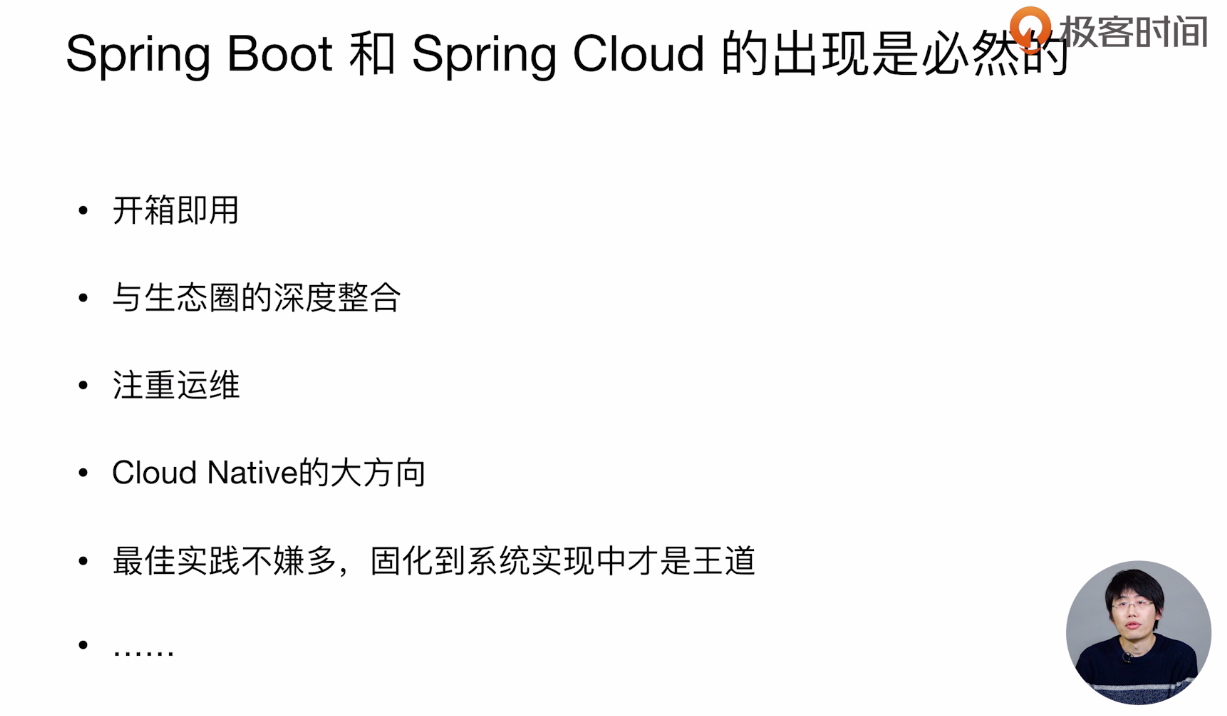 极客时间
Spring Boot 和 Spring Cloud 的出现是必然的
• 开箱即用
• 与生态圈的深度整合
• 注重运维
• Cloud Native的大方向
• 最佳实践不嫌多，固化到系统实现中才是王道
• ……